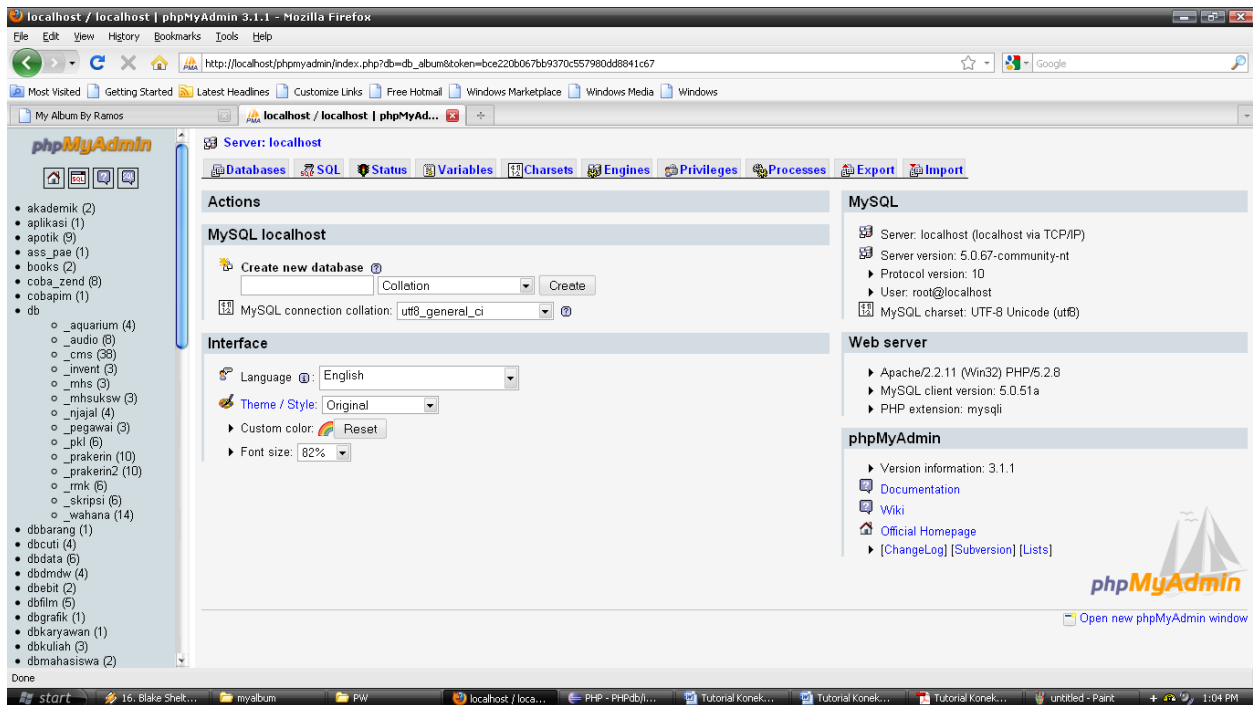 localhost / localhost | phpMyAdmin 3.1.1 - Mozilla Firefox
File Edit View History Bookmarks Tools Help
PMA http://localhost/phpmyadmin/index.php?db=db_album&token=bce220b067bb9370c557980dd8841c67 Google
Most Visited Getting Started Latest Headlines Customize Links Free Hotmail Windows Marketplace Windows Media Windows
My Album By Ramos localhost / localhost | phpMyAd...
phpMyAdmin
SQL
akademik (2)
aplikasi (1)
apotik (9)
ass_pae (1)
books (2)
coba_zend (8)
cobapim (1)
db
_aquarium (4)
_audio (8)
_cms (38)
_invent (3)
_mhs (3)
_mhsuksw (3)
_njajal (4)
_pegawai (3)
_pkl (6)
_prakerin (10)
_prakerin2 (10)
_rmk (6)
_skripsi (6)
_wahana (14)
dbbarang (1)
dbcuti (4)
dbdata (6)
dbdmdw (4)
dbebit (2)
dbfilm (5)
dbgrafik (1)
dbkaryawan (1)
dbkuliah (3)
dbmahasiswa (2)
Server: localhost
Databases SQL Status Variables Charsets Engines Privileges Processes Export Import
Actions
MySQL localhost
Create new database
Collation Create
MySQL connection collation: utf8_general_ci
Interface
Language English
Theme / Style: Original
Custom color: Reset
Font size: 82%
MySQL
Server: localhost (localhost via TCP/IP)
Server version: 5.0.67-community-nt
Protocol version: 10
User: root@localhost
MySQL charset: UTF-8 Unicode (utf8)
Web server
Apache/2.2.11 (Win32) PHP/5.2.8
MySQL client version: 5.0.51a
PHP extension: mysqli
phpMyAdmin
Version information: 3.1.1
Documentation
Wiki
Official Homepage
[ChangeLog] [Subversion] [Lists]
phpMyAdmin
Open new phpMyAdmin window
Done
start 16. Blake Shelt... myalbum PW localhost / loca... PHP - PHPdb/i... Tutorial Konek... Tutorial Konek... Tutorial Konek... untitled - Paint 1:04 PM